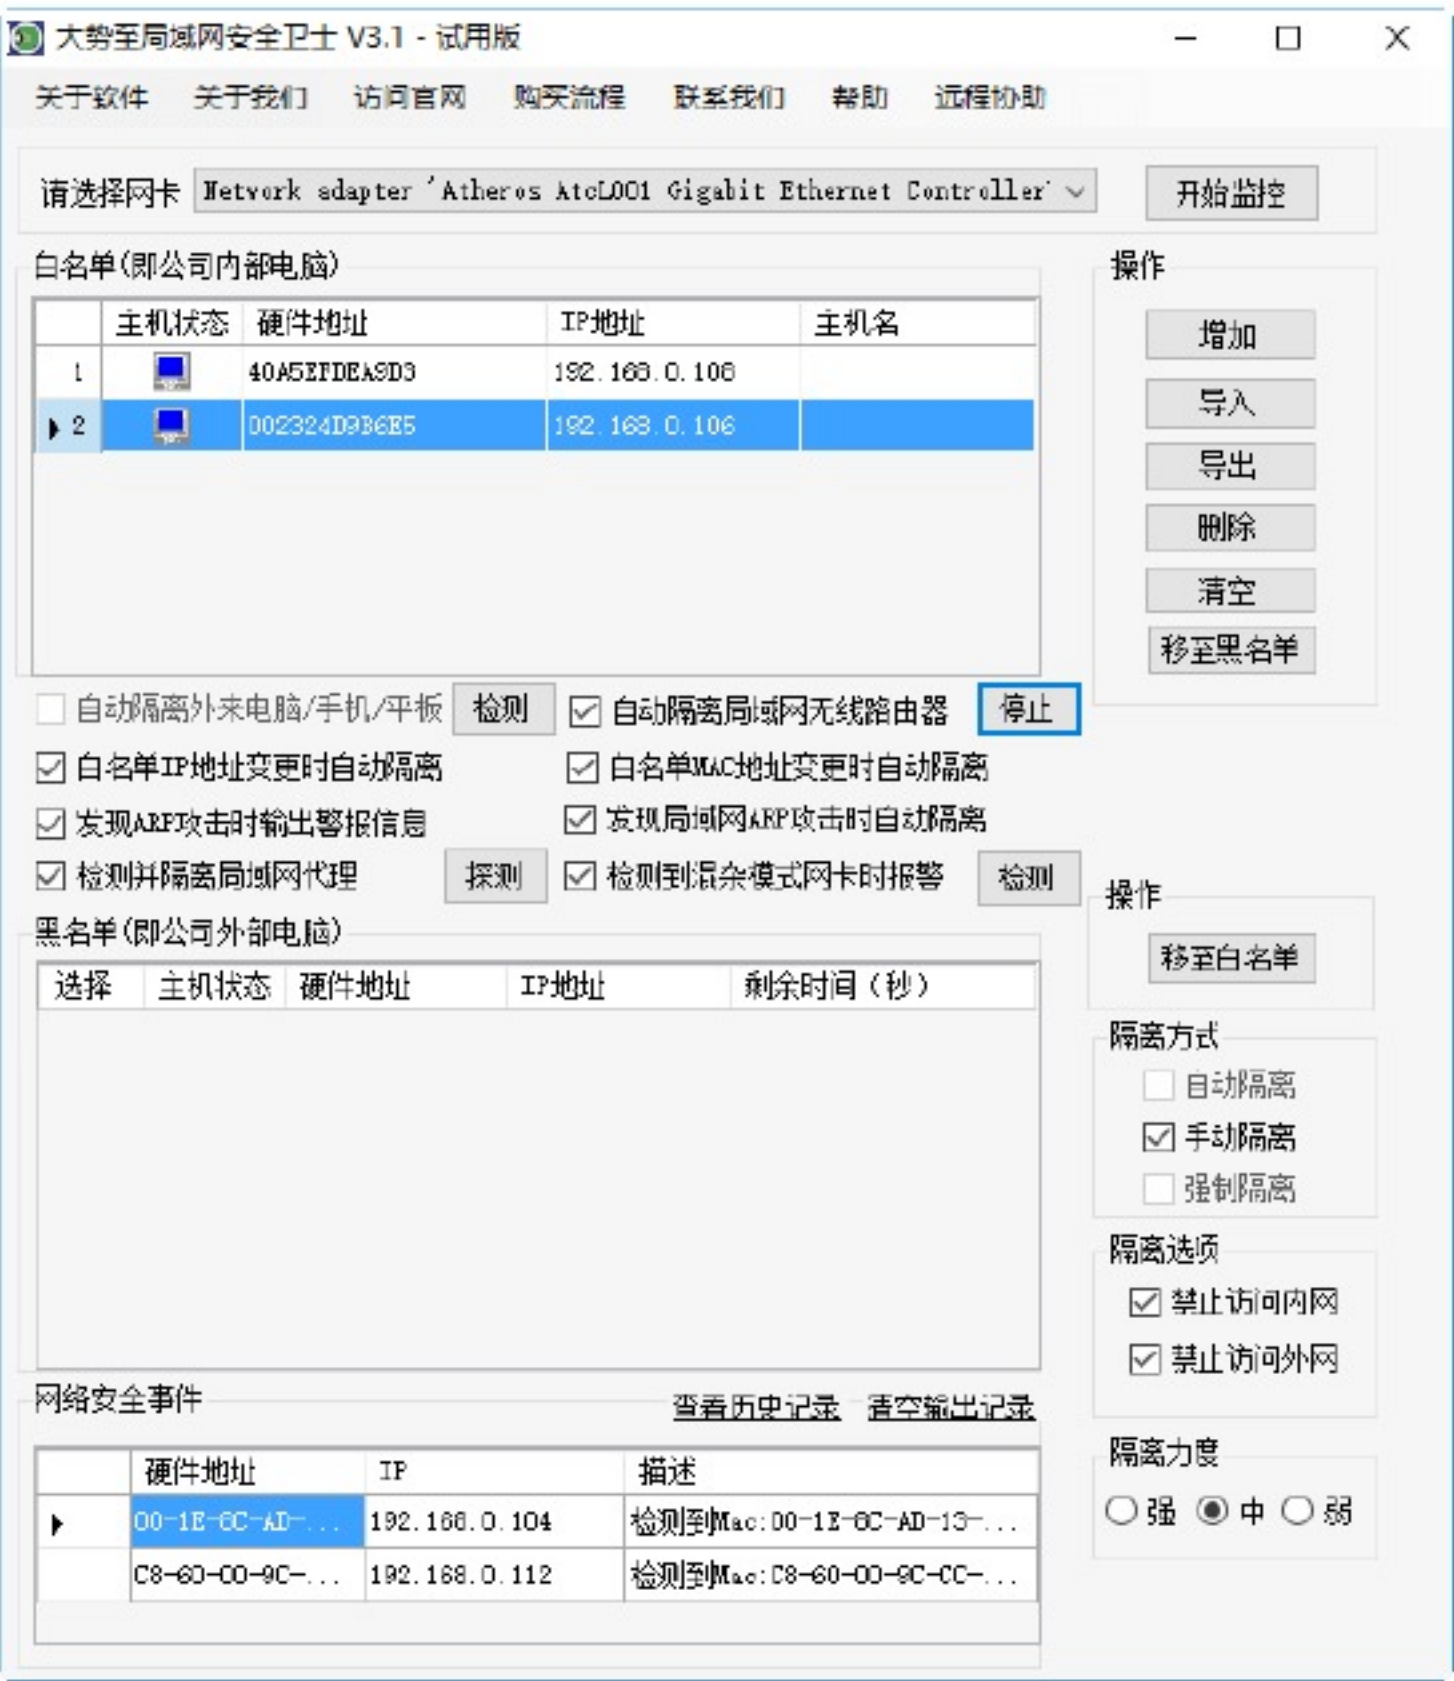 大势至局域网安全卫士 V3.1 - 试用版
关于软件 关于我们 访问官网 购买流程 联系我们 帮助 远程协助
请选择网卡 Network adapter 'Atheros AtcL001 Gigabit Ethernet Controller' 开始监控
白名单(即公司内部电脑)
主机状态 硬件地址 IP地址 主机名
1 40A5EFDEA9D3 192.168.0.108
2 002324D9B6E5 192.168.0.106
操作
增加
导入
导出
删除
清空
移至黑名单
自动隔离外来电脑/手机/平板 检测 自动隔离局域网无线路由器 停止
白名单IP地址变更时自动隔离 白名单MAC地址变更时自动隔离
发现ARP攻击时输出警报信息 发现局域网ARP攻击时自动隔离
检测并隔离局域网代理 探测 检测到混杂模式网卡时报警 检测
黑名单(即公司外部电脑)
选择 主机状态 硬件地址 IP地址 剩余时间（秒）
操作
移至白名单
隔离方式
自动隔离
手动隔离
强制隔离
隔离选项
禁止访问内网
禁止访问外网
网络安全事件 查看历史记录 清空输出记录
硬件地址 IP 描述
00-1E-8C-AD-... 192.168.0.104 检测到Mac:00-1E-8C-AD-13-...
C8-60-00-9C-... 192.168.0.112 检测到Mac:C8-60-00-9C-CC-...
隔离力度
强 中 弱